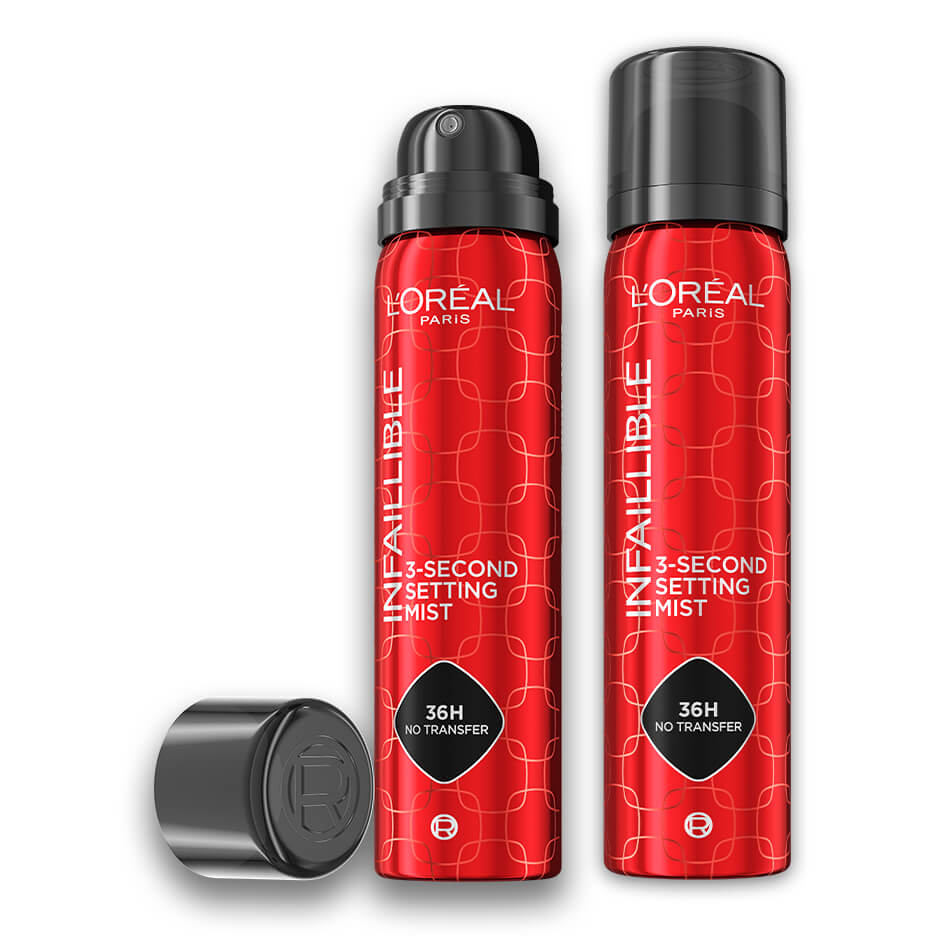 L'ORÉAL
PARIS
INFAILLIBLE
3-SECOND
SETTING
MIST
36H
NO TRANSFER
L'ORÉAL
PARIS
INFAILLIBLE
3-SECOND
SETTING
MIST
36H
NO TRANSFER